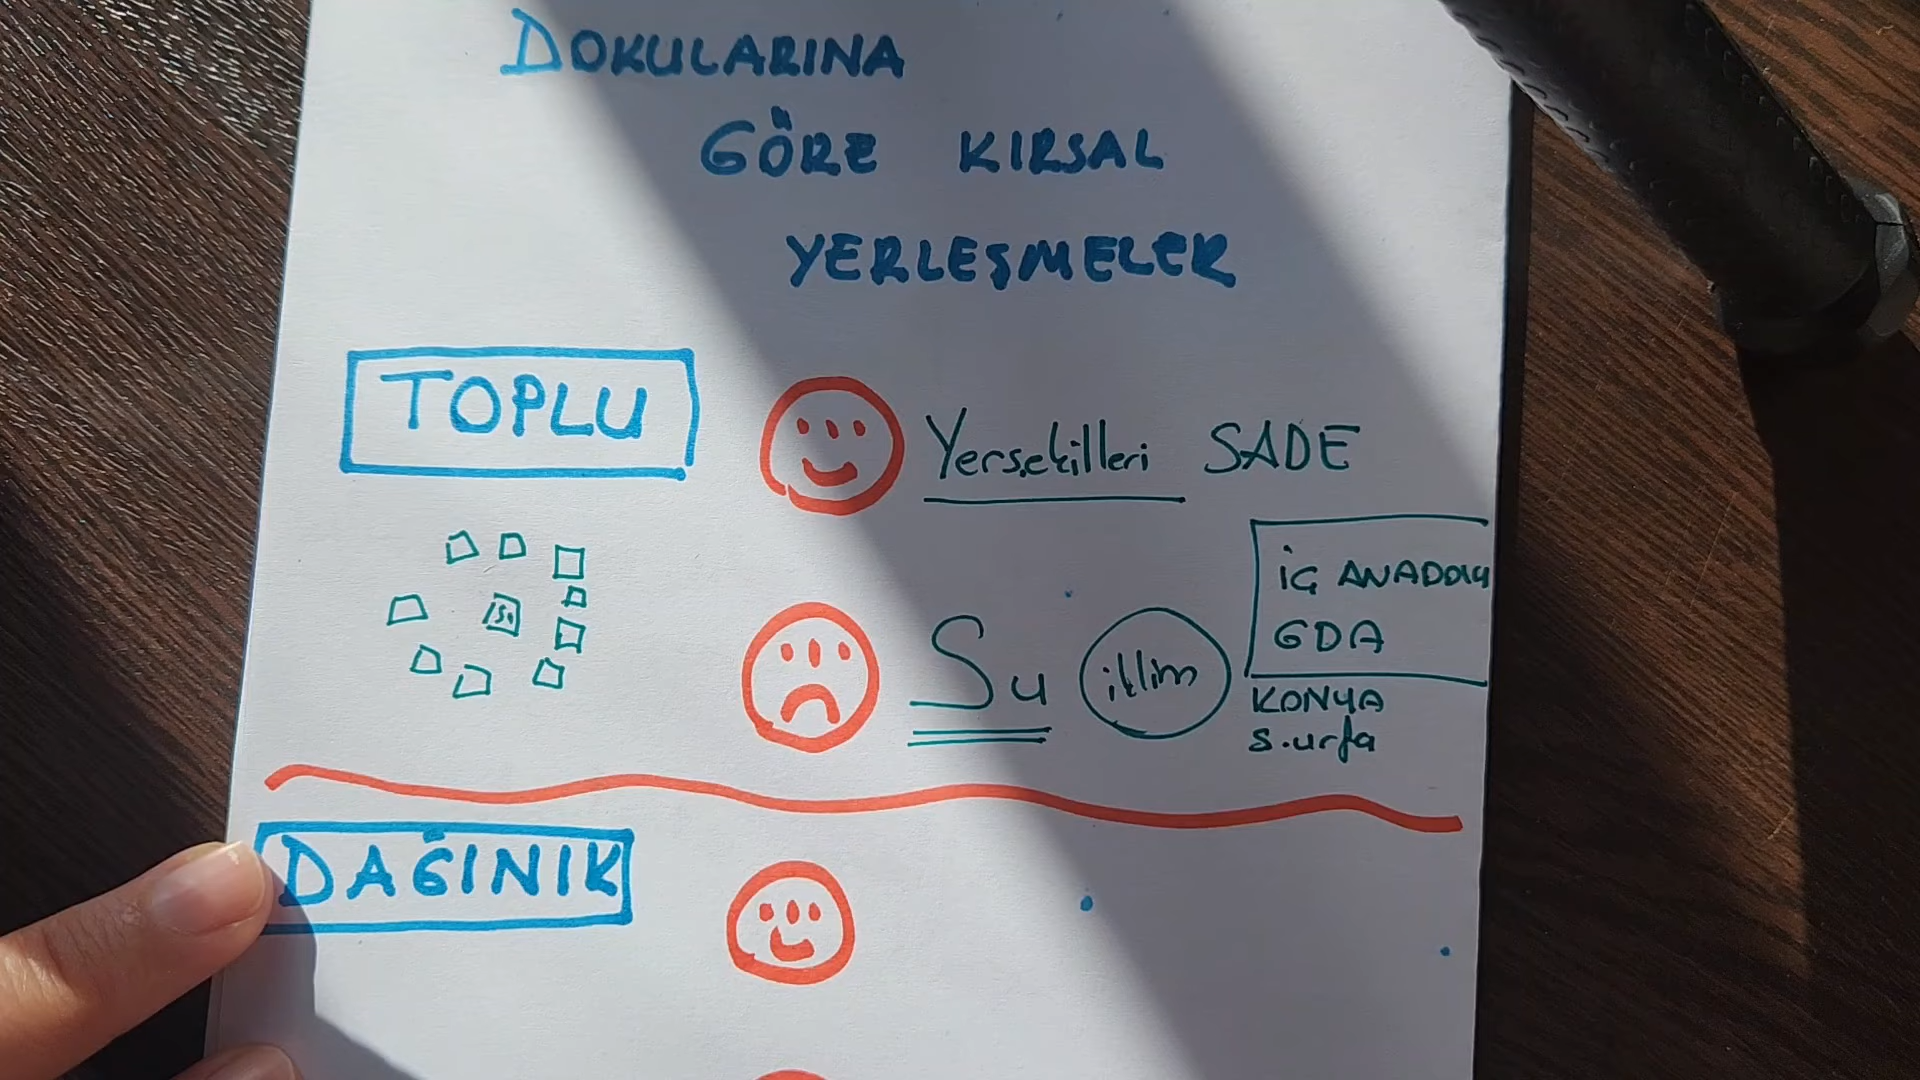 DOKULARINA
GÖRE KIRSAL
YERLEŞMELER
TOPLU
Yerşekilleri SADE
İÇ ANADOLU
GDA
Su iklim
KONYA
Ş.urfa
DAĞINIK